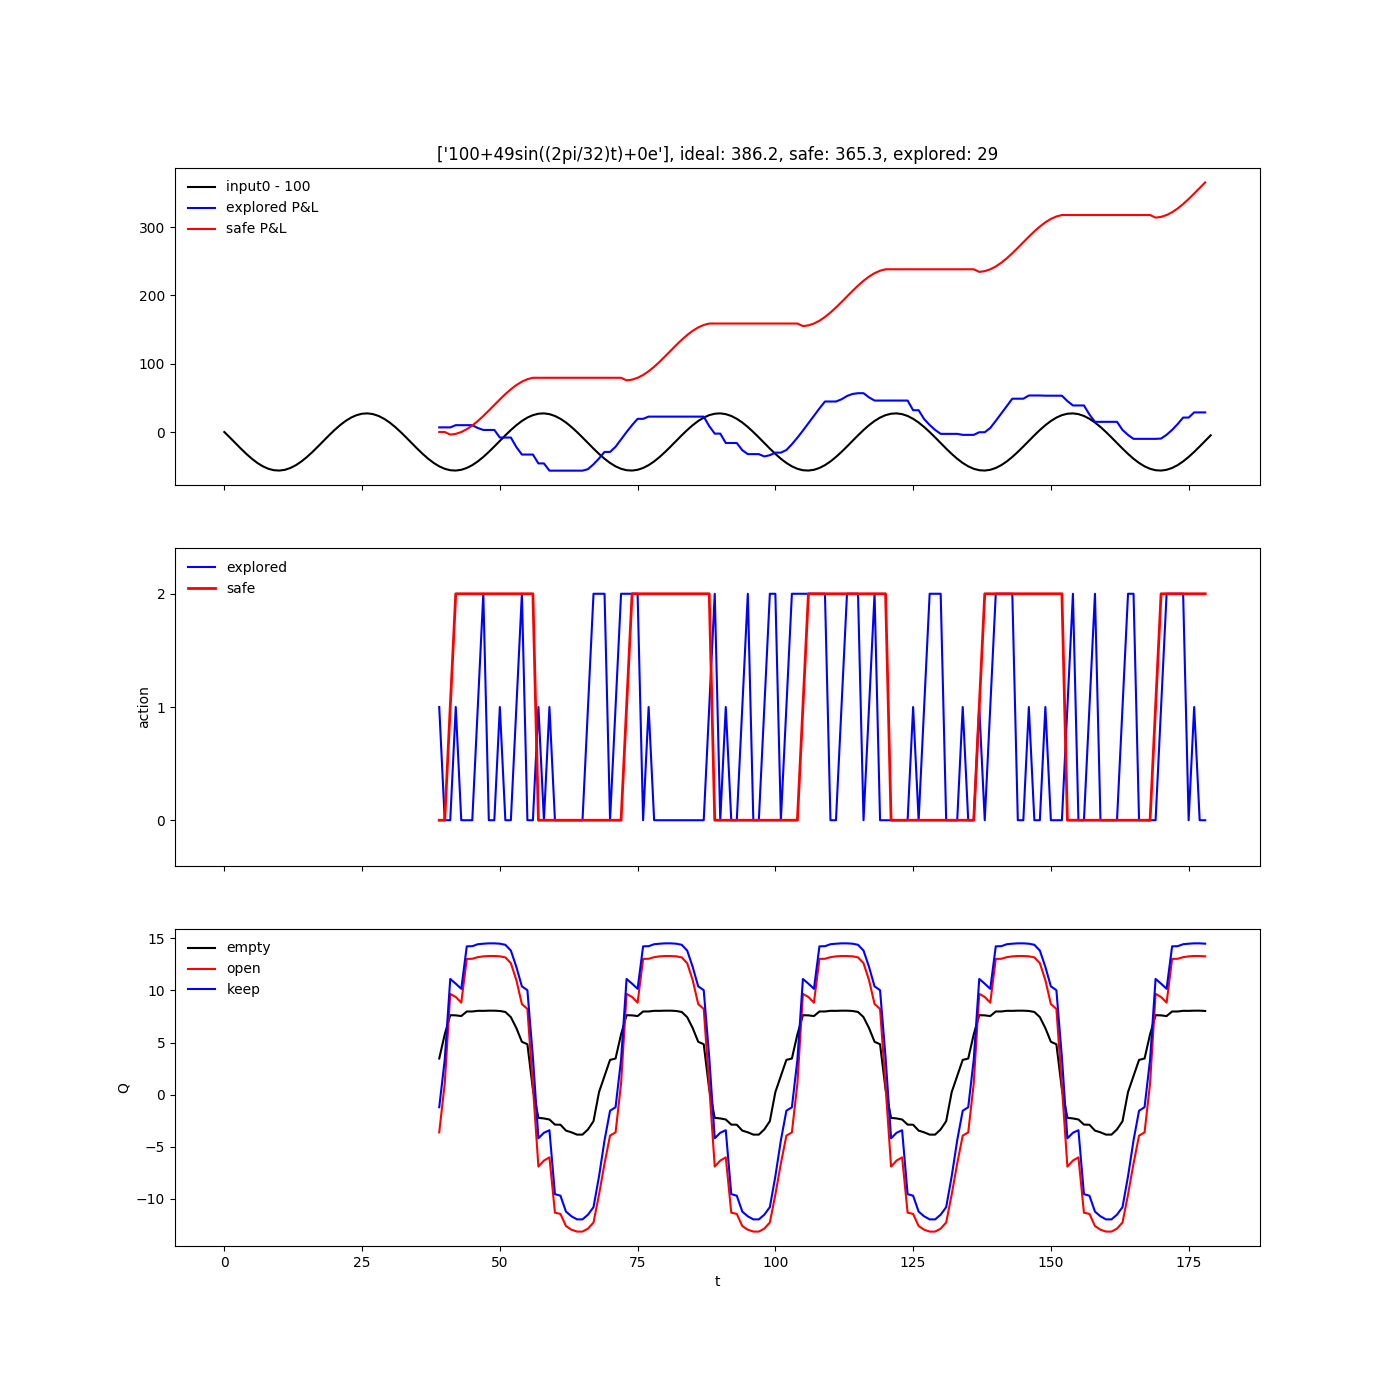 ['100+49sin((2pi/32)t)+0e'], ideal: 386.2, safe: 365.3, explored: 29
input0 - 100
explored P&L
safe P&L
300
200
100
0
explored
safe
2
1
0
action
empty
open
keep
15
10
5
0
−5
−10
Q
0 25 50 75 100 125 150 175
t